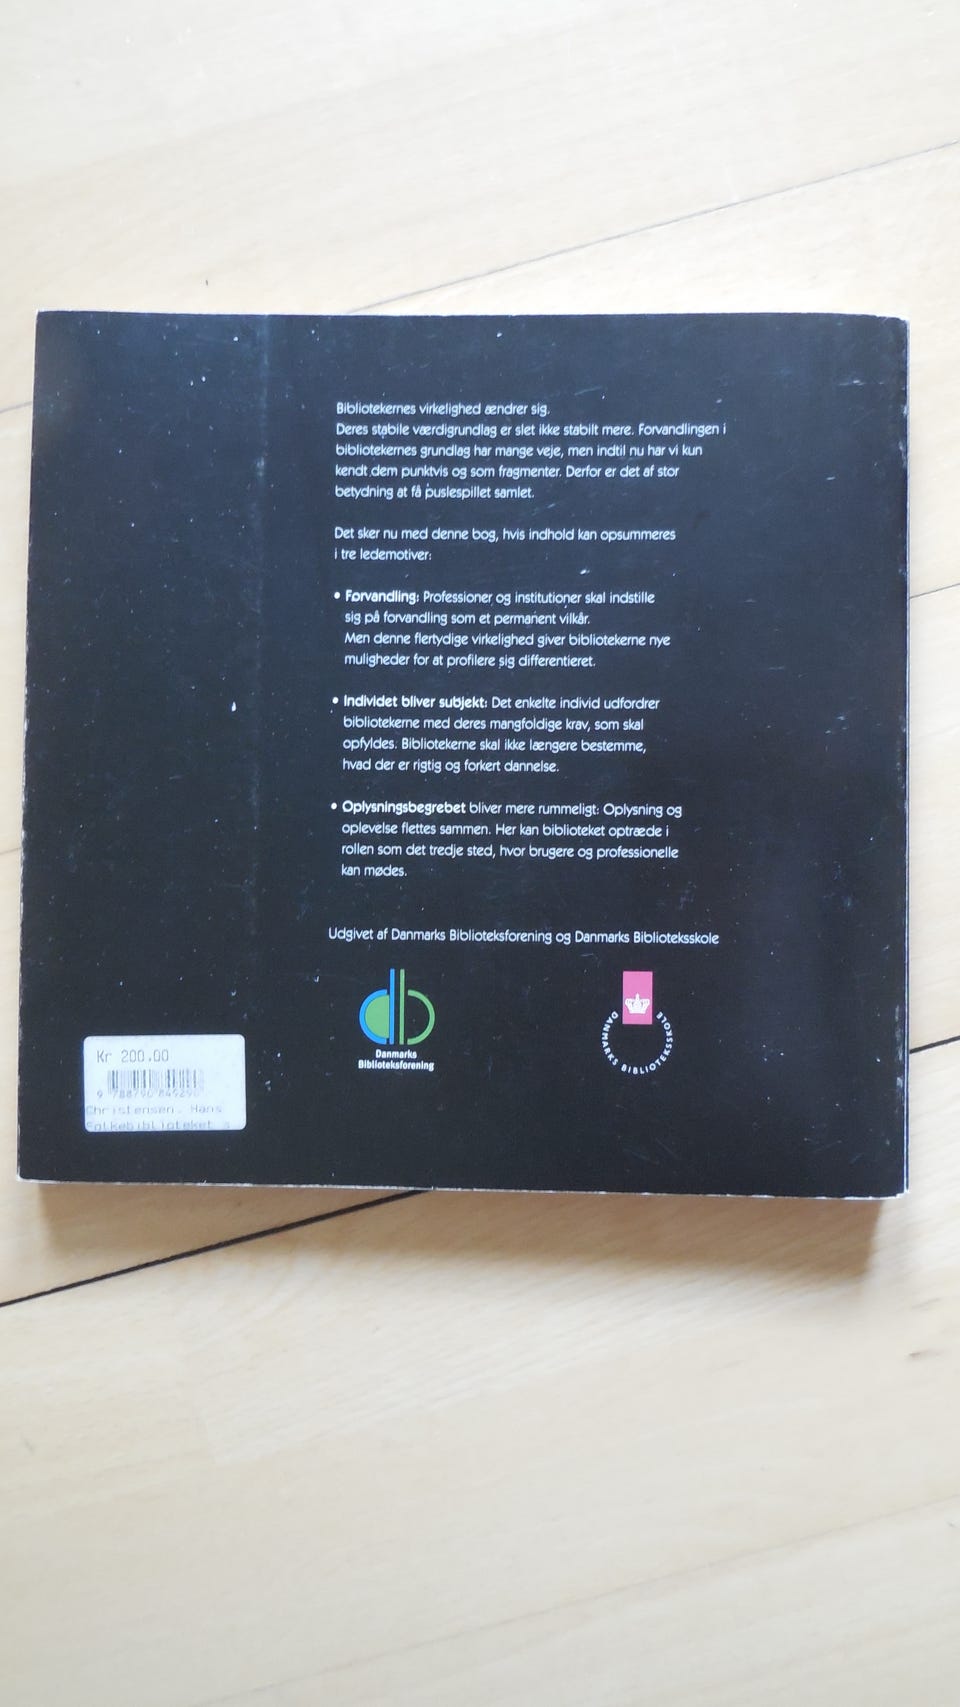 Bibliotekernes virkelighed ændrer sig.
Deres stabile værdigrundlag er slet ikke stabilt mere. Forvandlingen i
bibliotekernes grundlag har mange veje, men indtil nu har vi kun
kendt dem punktvis og som fragmenter. Derfor er det af stor
betydning at få puslespillet samlet.
Det sker nu med denne bog, hvis indhold kan opsummeres
i tre ledemotiver:
• Forvandling: Professioner og institutioner skal indstille
sig på forvandling som et permanent vilkår.
Men denne flertydige virkelighed giver bibliotekerne nye
muligheder for at profilere sig differentieret.
• Individet bliver subjekt: Det enkelte individ udfordrer
bibliotekerne med deres mangfoldige krav, som skal
opfyldes. Bibliotekerne skal ikke længere bestemme,
hvad der er rigtig og forkert dannelse.
• Oplysningsbegrebet bliver mere rummeligt: Oplysning og
oplevelse flettes sammen. Her kan biblioteket optræde i
rollen som det tredje sted, hvor brugere og professionelle
kan mødes.
Udgivet af Danmarks Biblioteksforening og Danmarks Biblioteksskole
db
Danmarks
Biblioteksforening
DANMARKS BIBLIOTEKSSKOLE
Kr 200.00
Christensen, Hans
Folkebiblioteket s